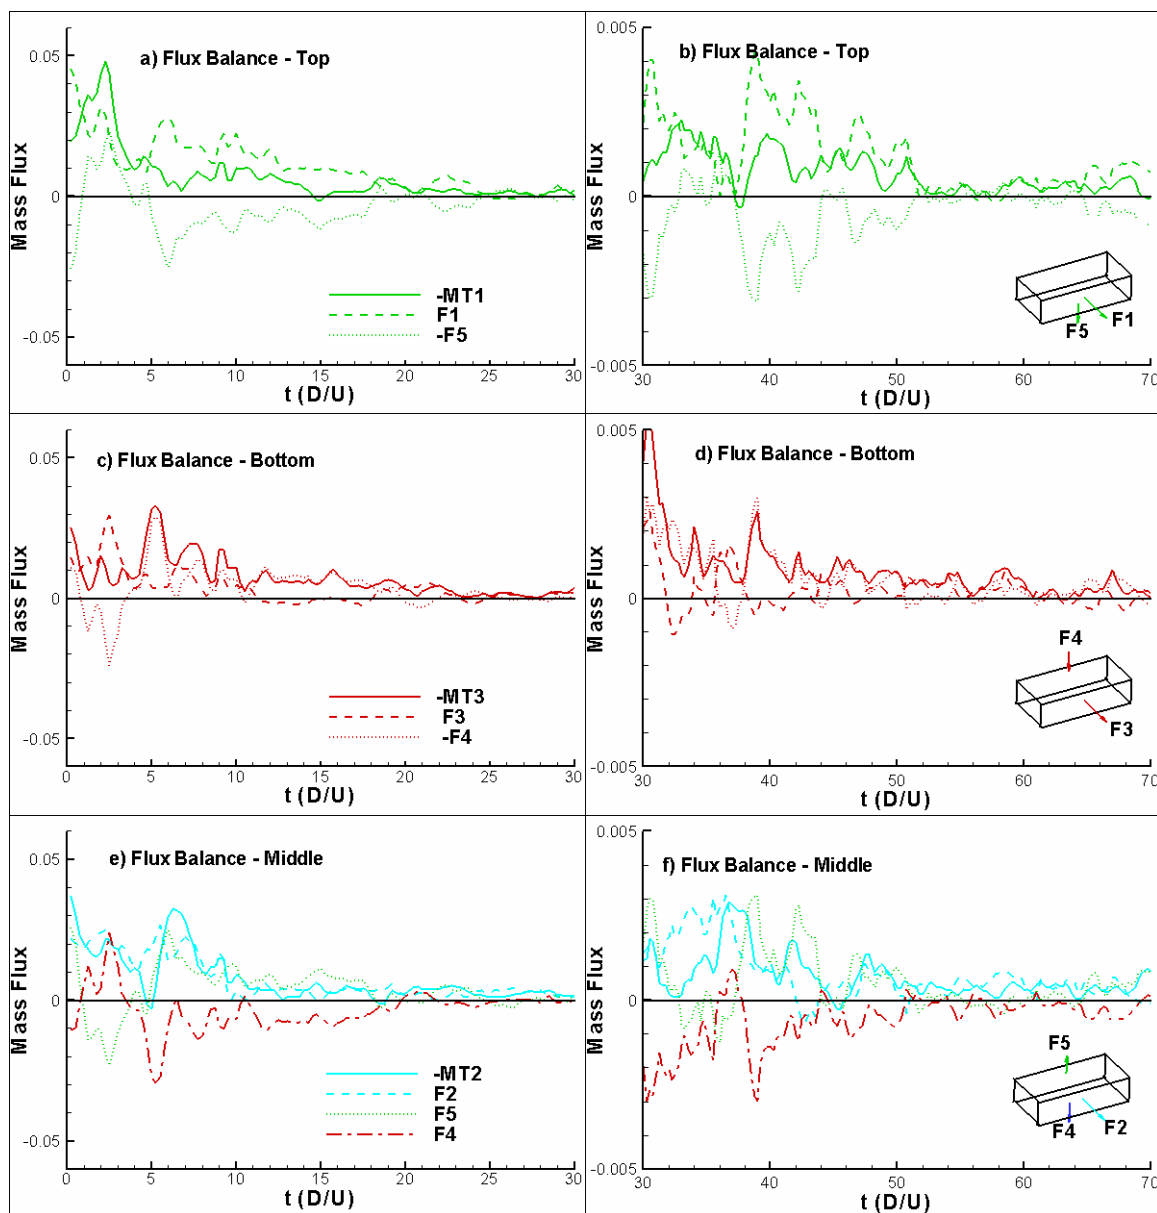 a) Flux Balance - Top
Mass Flux
0.05
0
-0.05
-MT1
F1
-F5
0 5 10 15 20 25 30
t (D/U)
b) Flux Balance - Top
Mass Flux
0.005
0
-0.005
F5 F1
30 40 50 60 70
t (D/U)
c) Flux Balance - Bottom
Mass Flux
0.05
0
-0.05
-MT3
F3
-F4
0 5 10 15 20 25 30
t (D/U)
d) Flux Balance - Bottom
Mass Flux
0.005
0
-0.005
F4
F3
30 40 50 60 70
t (D/U)
e) Flux Balance - Middle
Mass Flux
0.05
0
-0.05
-MT2
F2
F5
F4
0 5 10 15 20 25 30
t (D/U)
f) Flux Balance - Middle
Mass Flux
0.005
0
-0.005
F5
F4 F2
30 40 50 60 70
t (D/U)